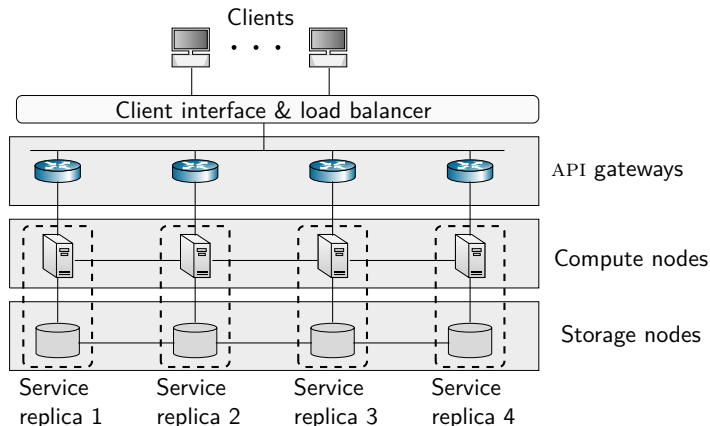 Clients
Client interface & load balancer
API gateways
Compute nodes
Storage nodes
Service
replica 1
Service
replica 2
Service
replica 3
Service
replica 4